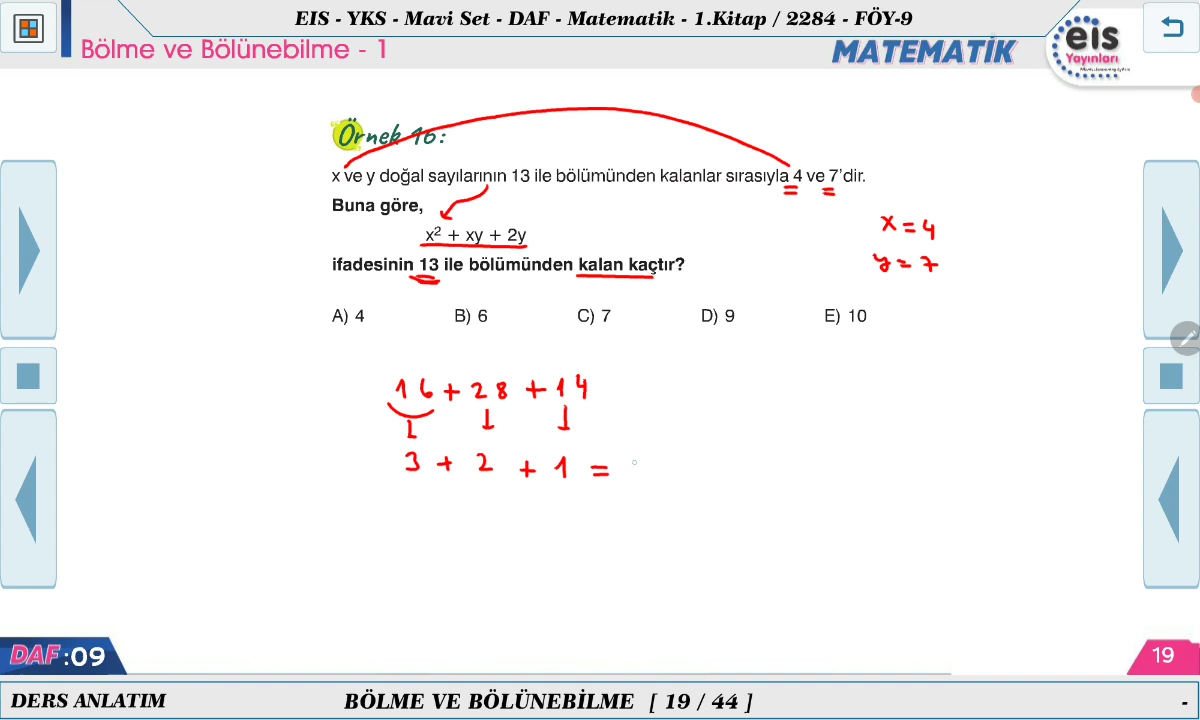 EIS - YKS - Mavi Set - DAF - Matematik - 1.Kitap / 2284 - FÖY-9
Bölme ve Bölünebilme - 1
MATEMATİK
eis
Yayınları
Örnek 16:
x ve y doğal sayılarının 13 ile bölümünden kalanlar sırasıyla 4 ve 7'dir.
Buna göre,
x = 4
x² + xy + 2y
y = 7
ifadesinin 13 ile bölümünden kalan kaçtır?
A) 4 B) 6 C) 7 D) 9 E) 10
16 + 28 + 14
3 + 2 + 1 =
DAF :09
19
DERS ANLATIM
BÖLME VE BÖLÜNEBİLME [ 19 / 44 ]
-